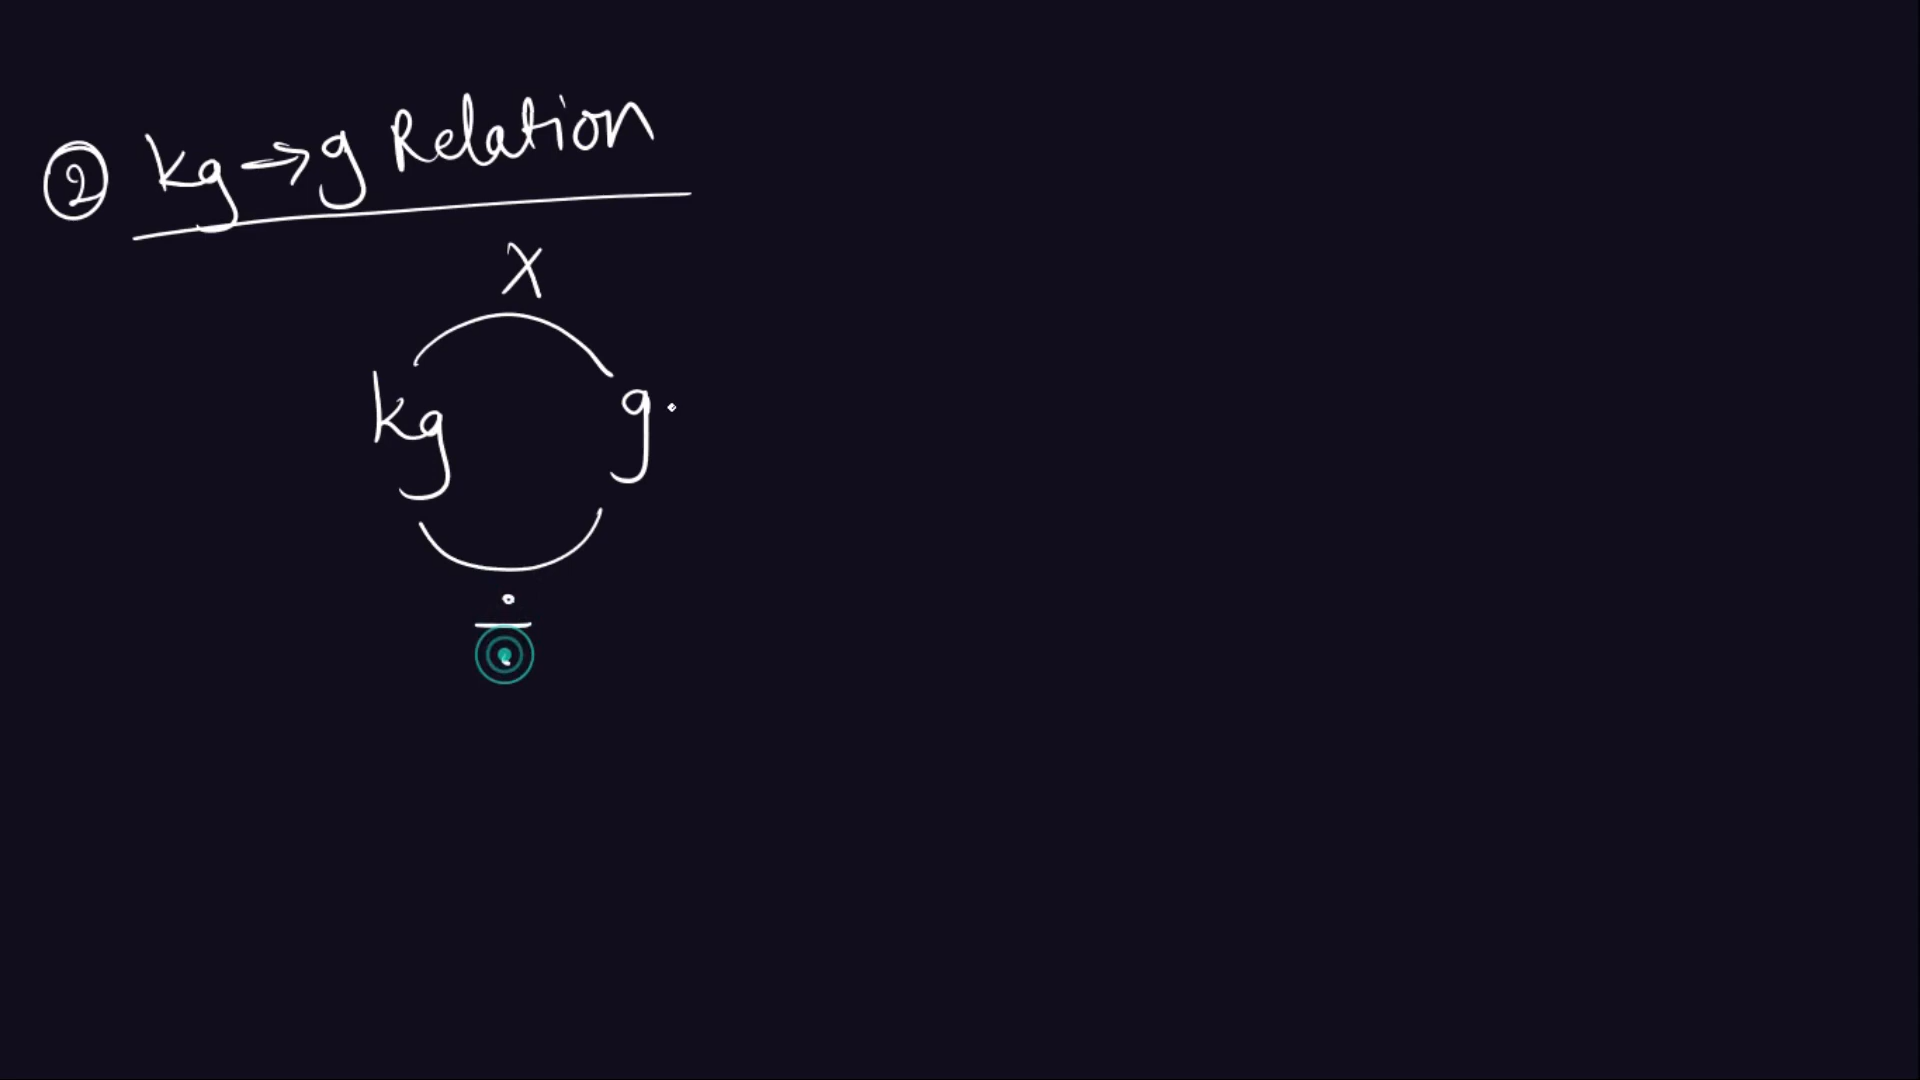 ② kg → g Relation
X
kg g.
÷